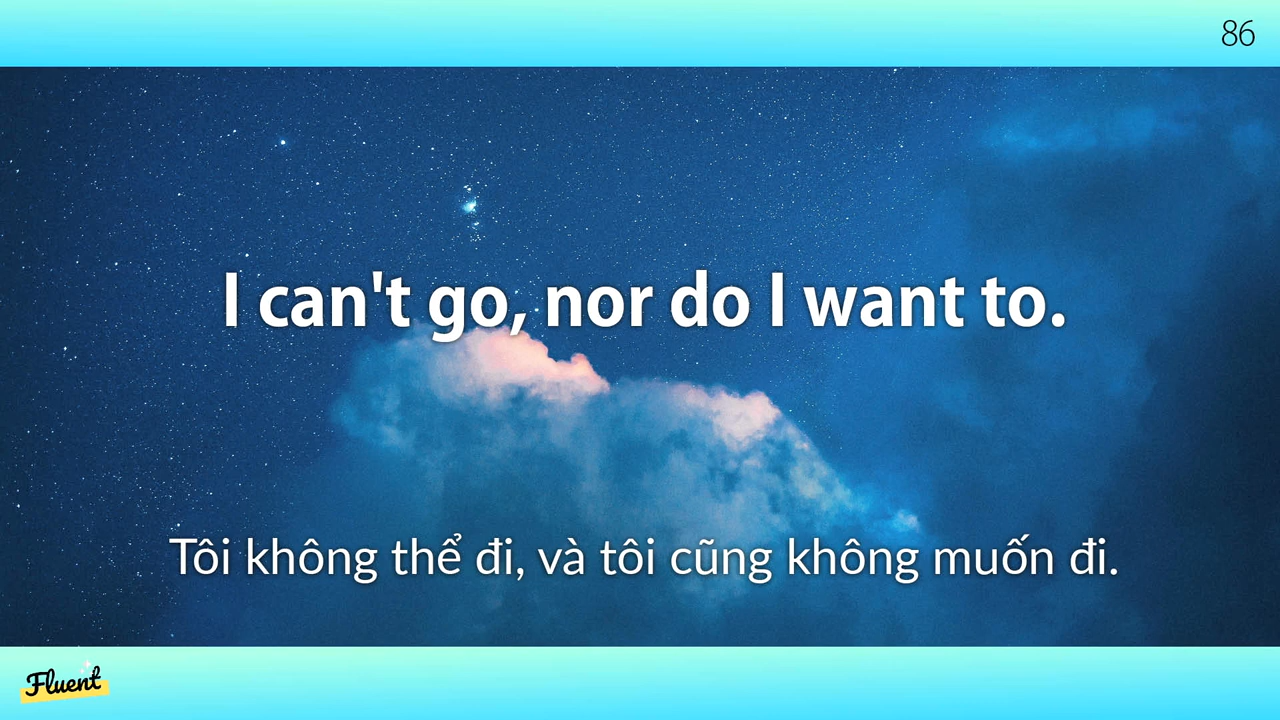 86
I can't go, nor do I want to.
Tôi không thể đi, và tôi cũng không muốn đi.
Fluent